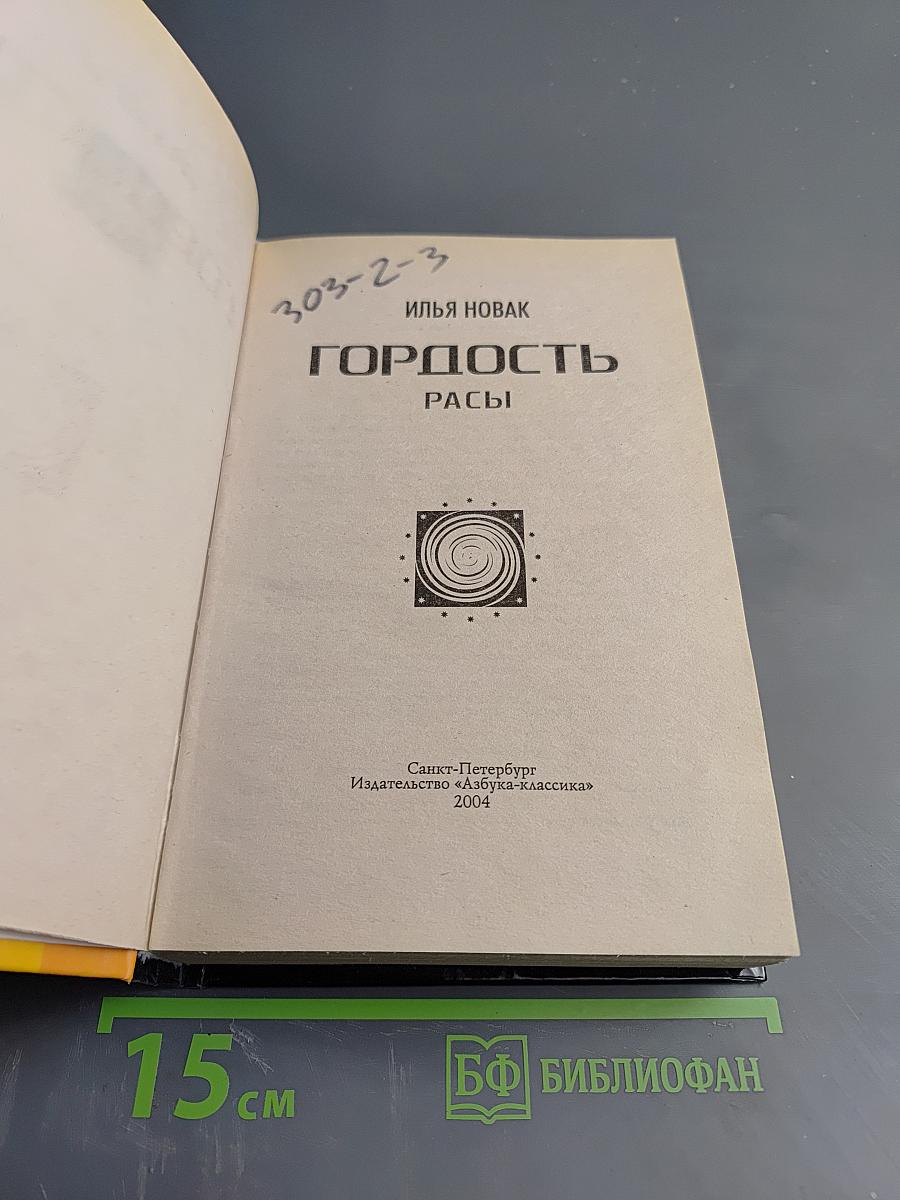 303-2-3
ИЛЬЯ НОВАК
ГОРДОСТЬ
РАСЫ
Санкт-Петербург
Издательство «Азбука-классика»
2004
15 см
БФ БИБЛИОФАН